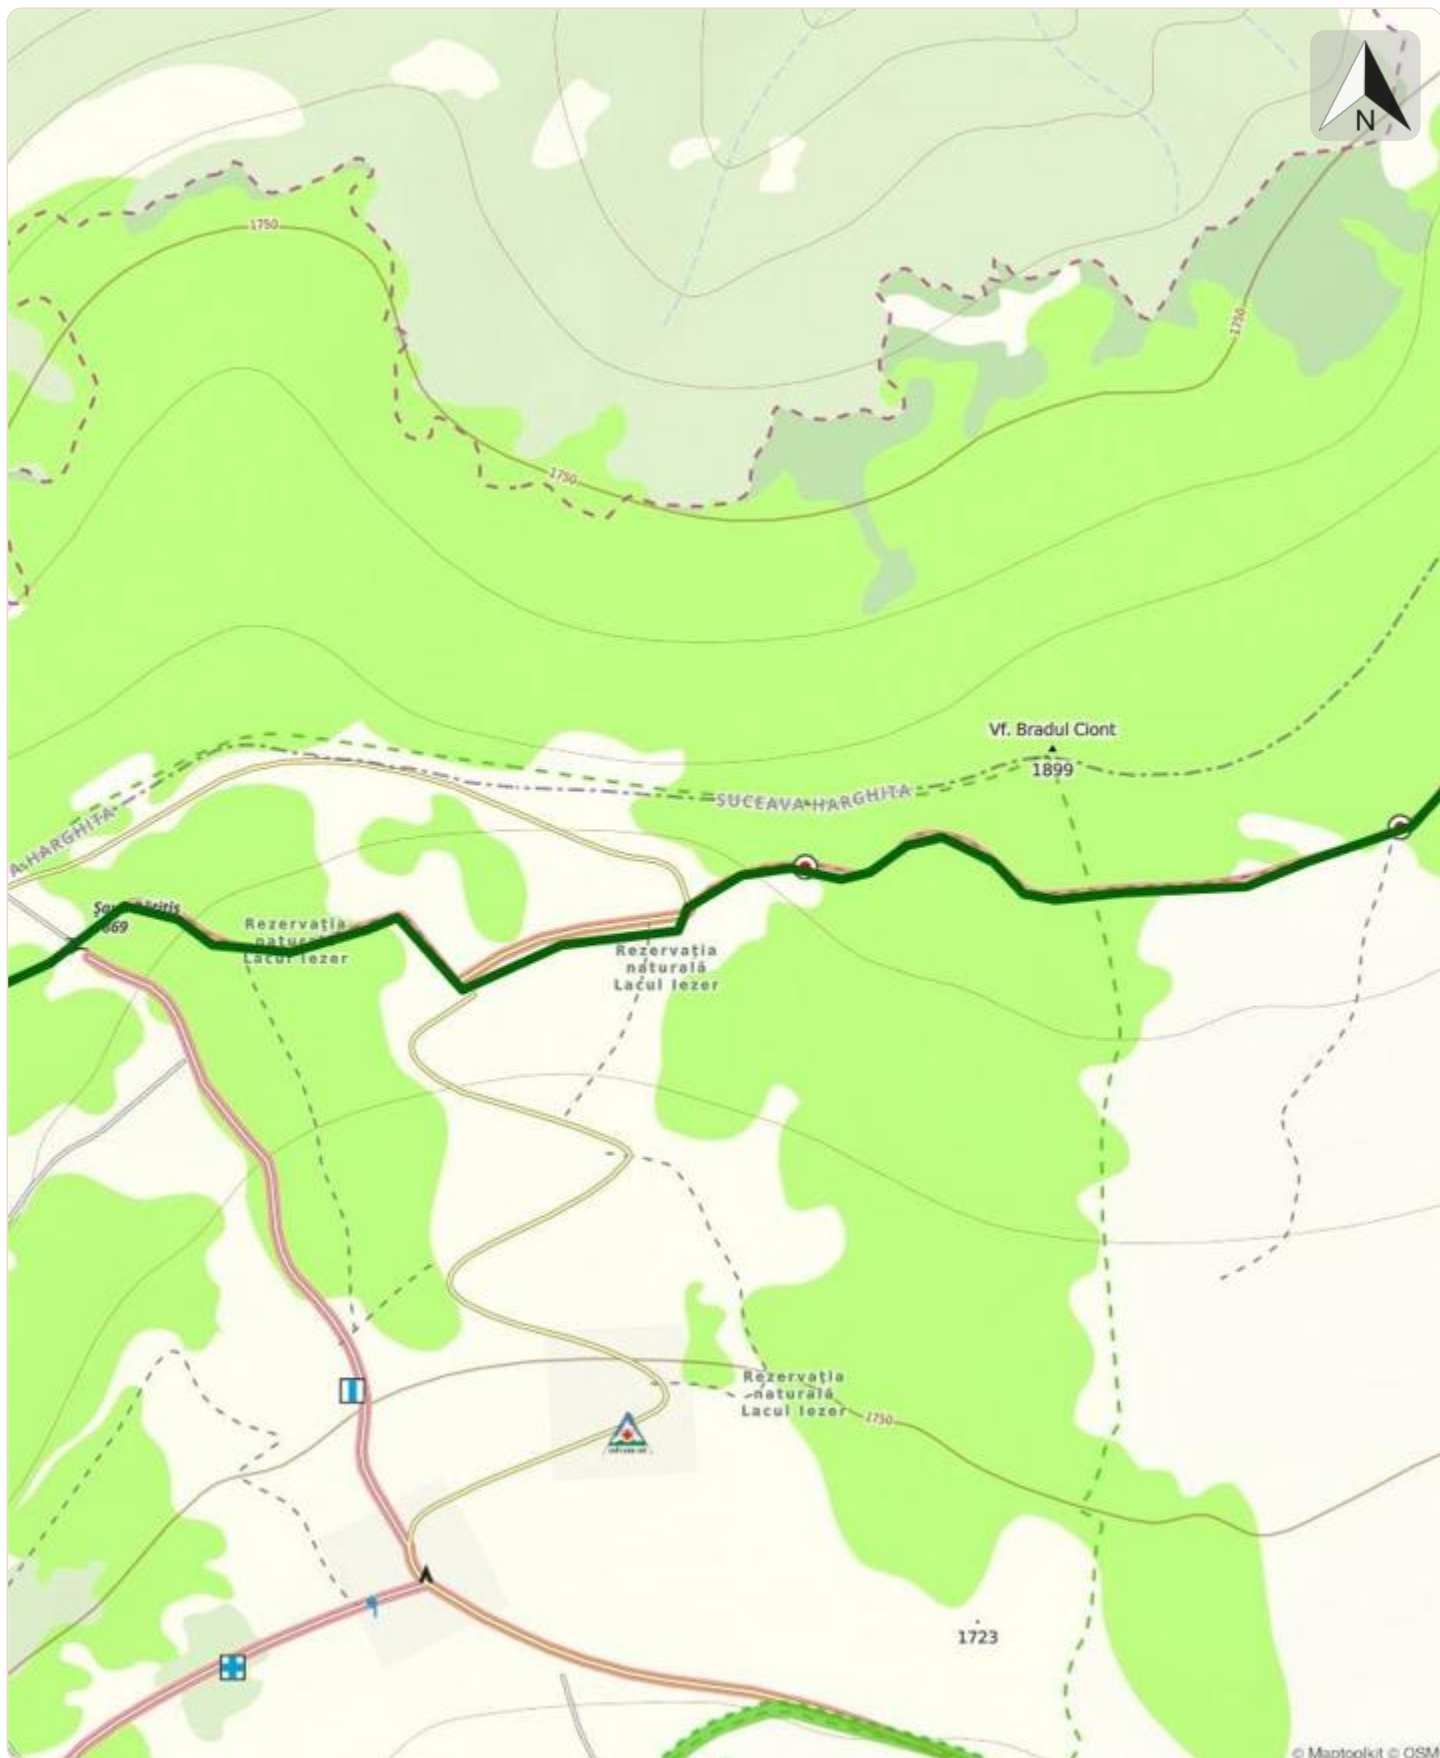 N
1750
1750
1750
Vf. Bradul Ciont
1899
SUCEAVA HARGHITA
A HARGHITA
Rezervația
naturală
Lacul Iezer
Rezervația
naturală
Lacul Iezer
Rezervația
naturală
Lacul Iezer
1750
1723
© Maptoolkit © OSM